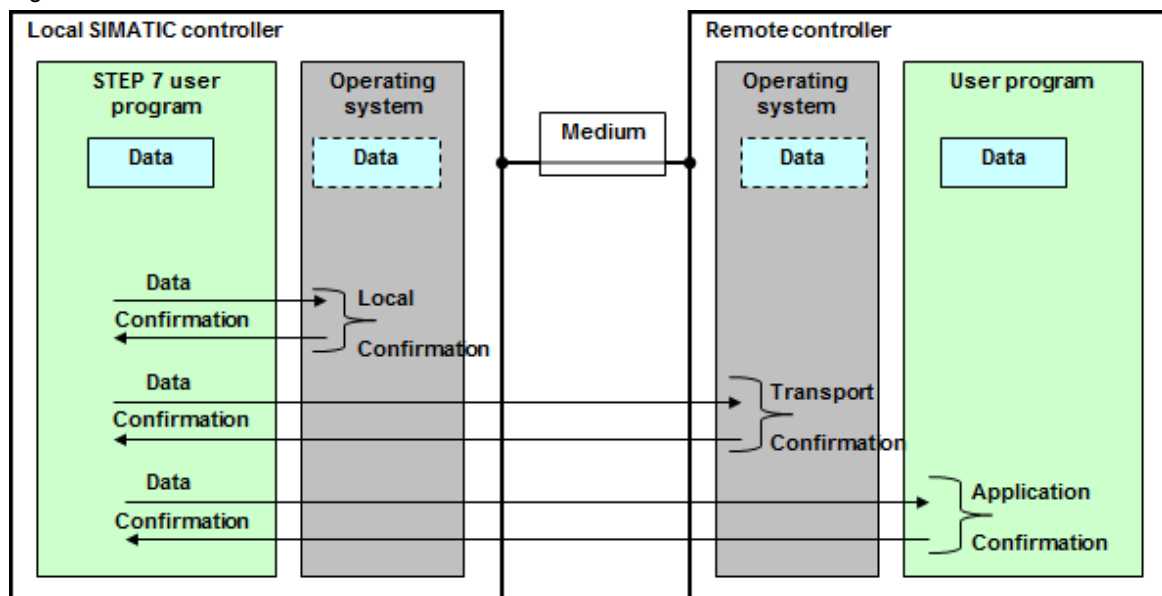 Local SIMATIC controller
Remote controller
STEP 7 user
program
Operating
system
Operating
system
User program
Medium
Data
Data
Data
Data
Data
Local
Confirmation
Confirmation
Data
Transport
Confirmation
Confirmation
Data
Application
Confirmation
Confirmation